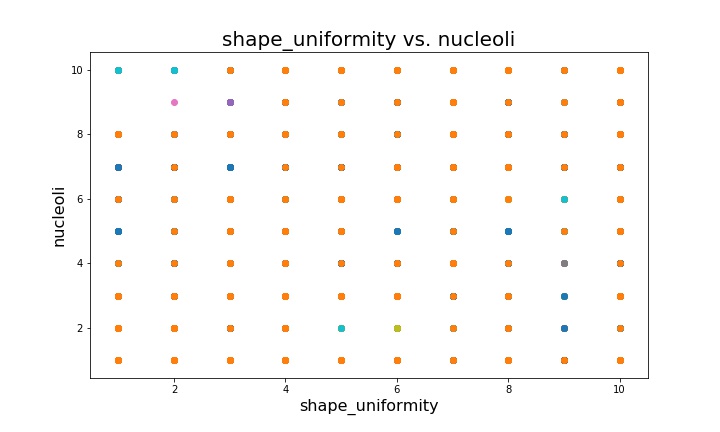 shape_uniformity vs. nucleoli
10
8
6
4
2
nucleoli
2 4 6 8 10
shape_uniformity